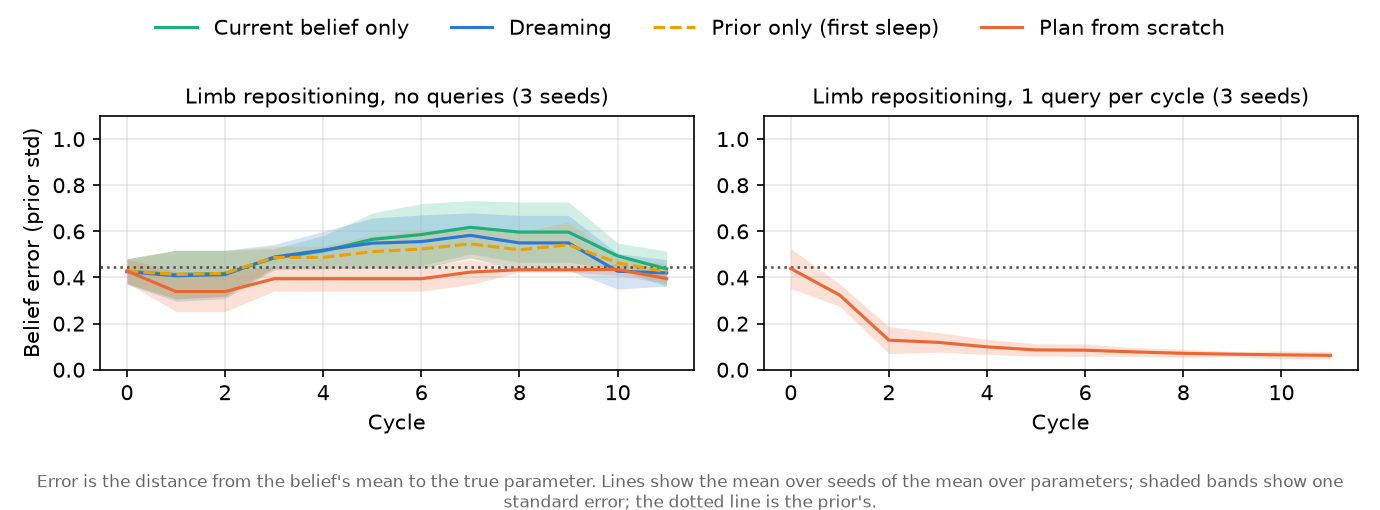 Current belief only Dreaming Prior only (first sleep) Plan from scratch
Limb repositioning, no queries (3 seeds)
Limb repositioning, 1 query per cycle (3 seeds)
Belief error (prior std)
1.0
0.8
0.6
0.4
0.2
0.0
0 2 4 6 8 10
Cycle
1.0
0.8
0.6
0.4
0.2
0.0
0 2 4 6 8 10
Cycle
Error is the distance from the belief's mean to the true parameter. Lines show the mean over seeds of the mean over parameters; shaded bands show one
standard error; the dotted line is the prior's.